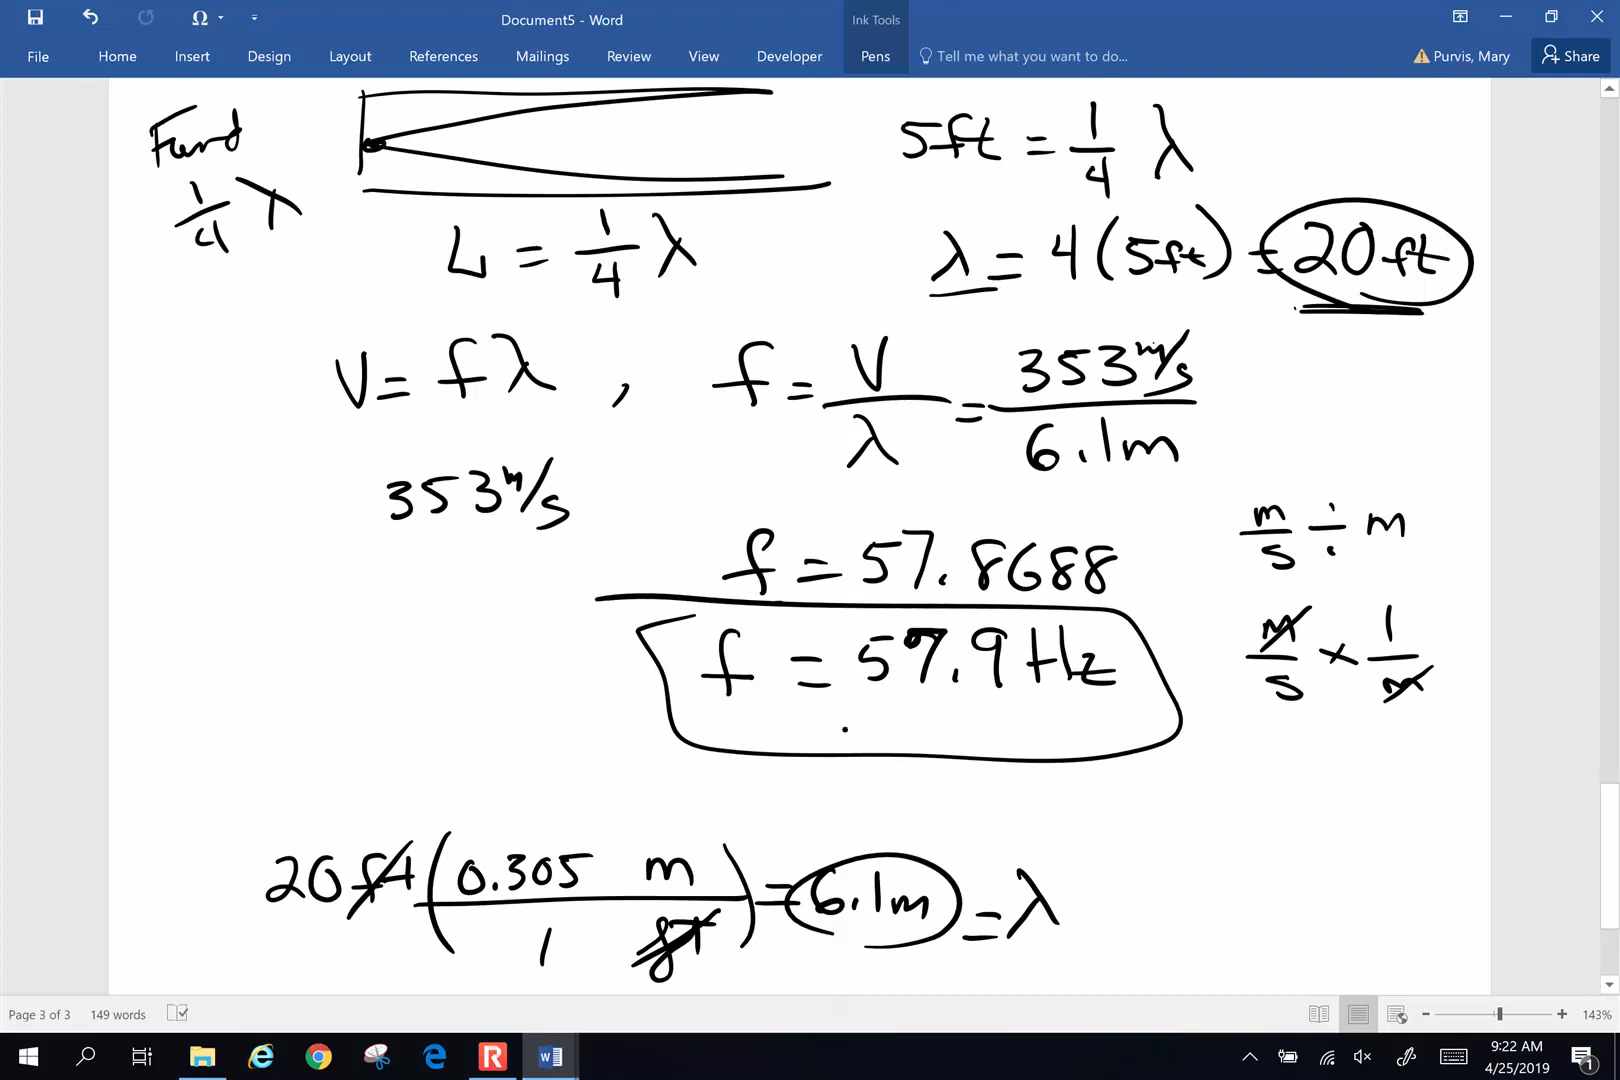 Document5 - Word
Ink Tools
File Home Insert Design Layout References Mailings Review View Developer Pens Tell me what you want to do... Purvis, Mary Share
Fund
1/4 λ
L = 1/4 λ
5ft = 1/4 λ
λ = 4(5ft) = 20ft
V = fλ , f = V/λ = 353 m/s / 6.1m
353 m/s
m/s ÷ m
f = 57.8688
m/s × 1/m
f = 57.9 Hz
20 ft (0.305 m / 1 ft) = 6.1m = λ
Page 3 of 3 149 words 143%
9:22 AM
4/25/2019
1